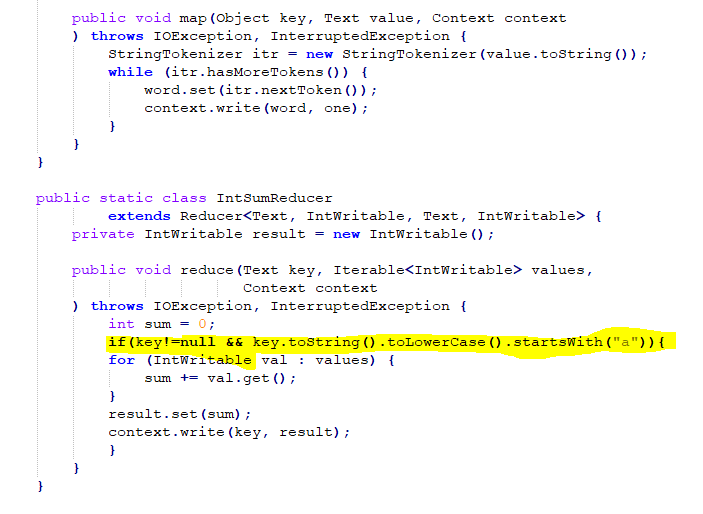 public void map(Object key, Text value, Context context
) throws IOException, InterruptedException {
StringTokenizer itr = new StringTokenizer(value.toString());
while (itr.hasMoreTokens()) {
word.set(itr.nextToken());
context.write(word, one);
}
}
}
public static class IntSumReducer
extends Reducer<Text, IntWritable, Text, IntWritable> {
private IntWritable result = new IntWritable();
public void reduce(Text key, Iterable<IntWritable> values,
Context context
) throws IOException, InterruptedException {
int sum = 0;
if(key!=null && key.toString().toLowerCase().startsWith("a")){
for (IntWritable val : values) {
sum += val.get();
}
result.set(sum);
context.write(key, result);
}
}
}